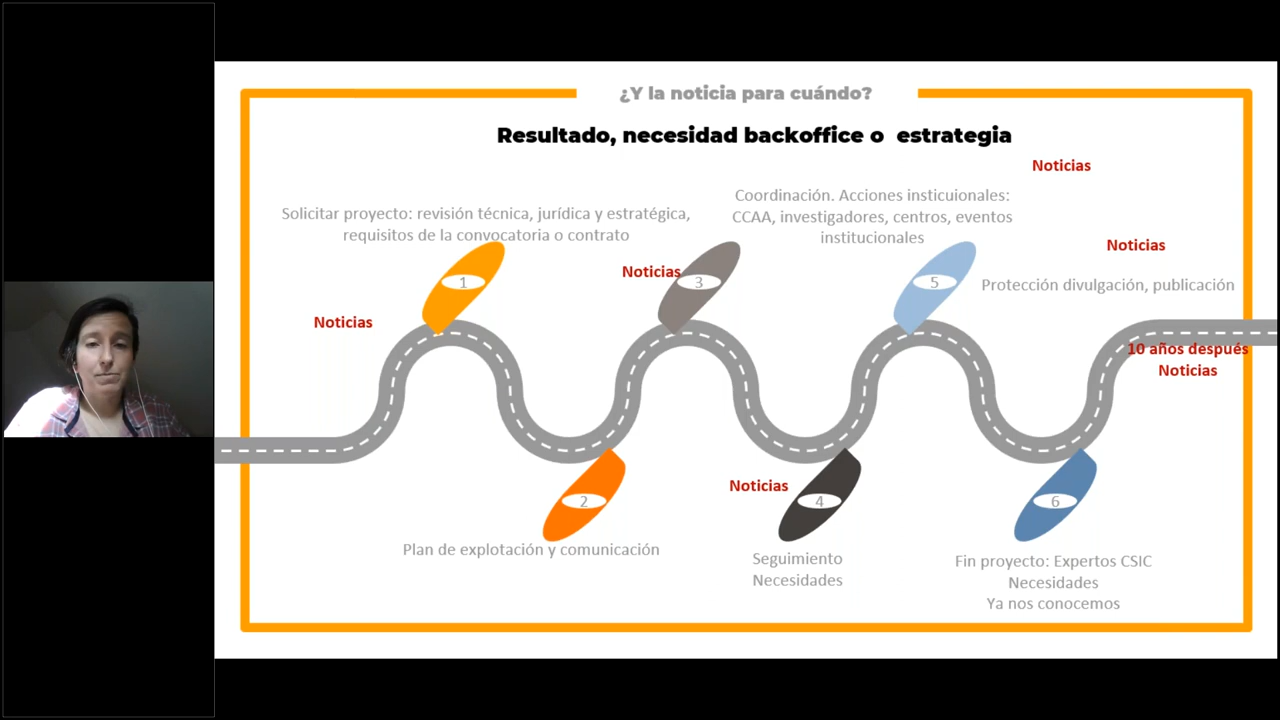 ¿Y la noticia para cuándo?
Resultado, necesidad backoffice o estrategia
Noticias
Solicitar proyecto: revisión técnica, jurídica y estratégica,
requisitos de la convocatoria o contrato
Coordinación. Acciones insticuionales:
CCAA, investigadores, centros, eventos
institucionales
Noticias
Noticias
1
3
5
Protección divulgación, publicación
Noticias
10 años después
Noticias
Noticias
2
4
6
Plan de explotación y comunicación
Seguimiento
Necesidades
Fin proyecto: Expertos CSIC
Necesidades
Ya nos conocemos